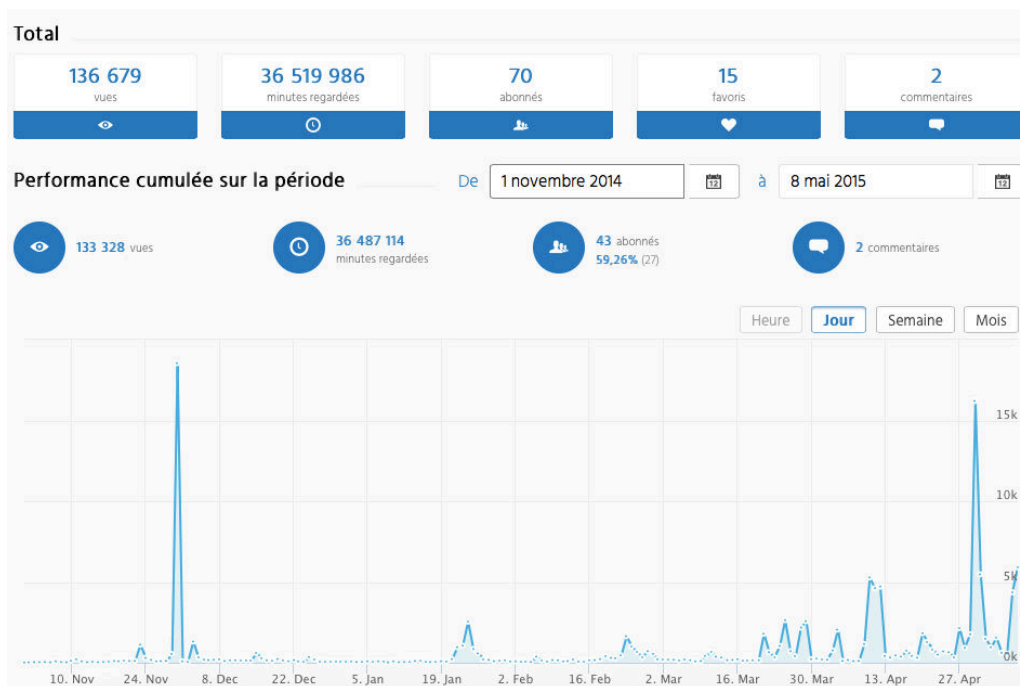 Total
136 679 36 519 986 70 15 2
vues minutes regardées abonnés favoris commentaires
Performance cumulée sur la période De 1 novembre 2014 12 à 8 mai 2015 12
133 328 vues 36 487 114 43 abonnés 2 commentaires
minutes regardées 59,26% (27)
Heure Jour Semaine Mois
15k
10k
5k
0k
10. Nov 24. Nov 8. Dec 22. Dec 5. Jan 19. Jan 2. Feb 16. Feb 2. Mar 16. Mar 30. Mar 13. Apr 27. Apr